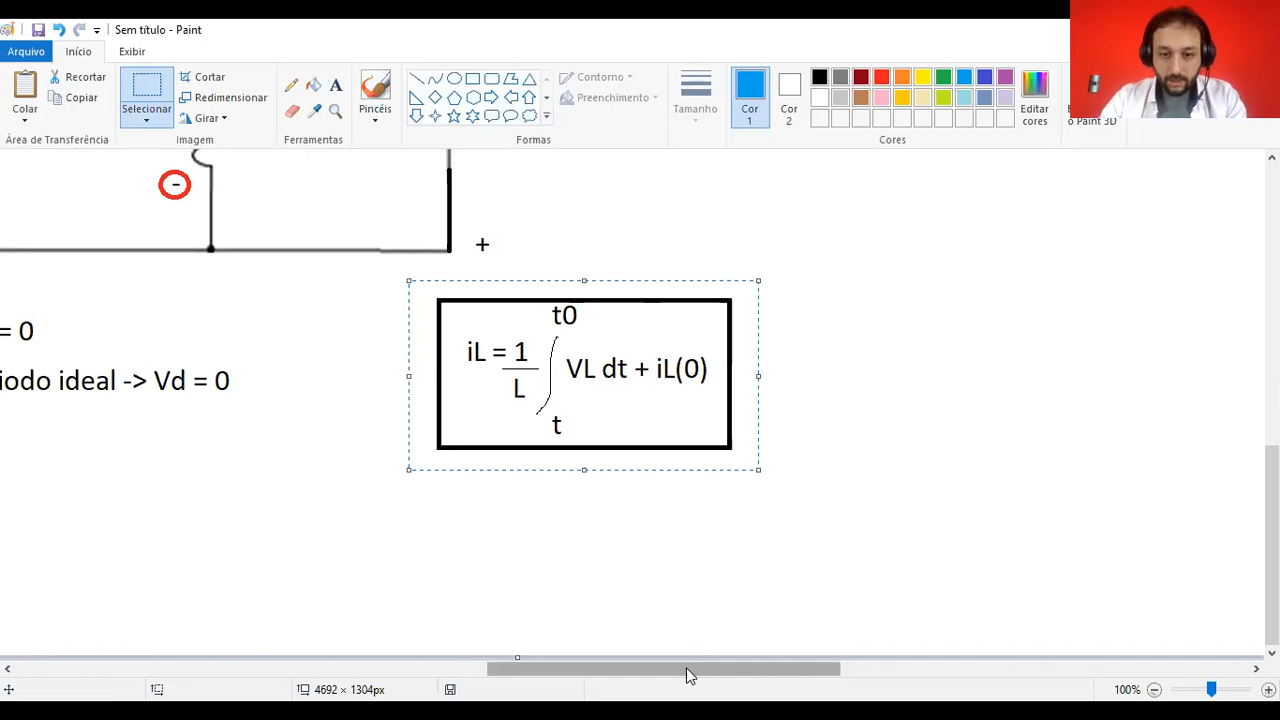 Sem título - Paint
Arquivo
Início
Exibir
Colar
Recortar
Copiar
Área de Transferência
Selecionar
Cortar
Redimensionar
Girar
Imagem
Ferramentas
Pincéis
Formas
Contorno
Preenchimento
Tamanho
Cor
1
Cor
2
Cores
Editar
cores
o Paint 3D
-
+
= 0
iodo ideal -> Vd = 0
t0
iL = 1
L
VL dt + iL(0)
t
4692 × 1304px
100%